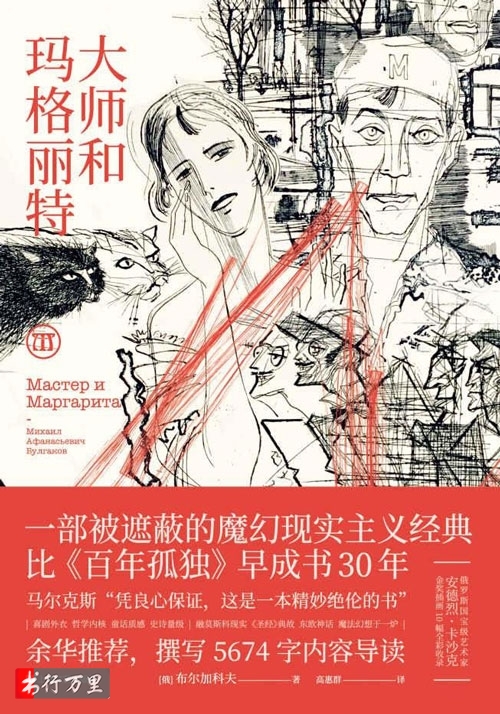 大师和
玛格丽特
M
Мастер и
Маргарита
-
Михаил
Афанасьевич
Булгаков
一部被遮蔽的魔幻现实主义经典
比《百年孤独》早成书30年
马尔克斯“凭良心保证，这是一本精妙绝伦的书”
| 喜剧外衣 哲学内核 童话质感 史诗量级 | 融莫斯科现实 《圣经》典故 东欧神话 魔法幻想于一炉 |
余华推荐，撰写5674字内容导读
[俄] 布尔加科夫 著 高惠群 译
俄罗斯国宝级艺术家
安德烈·卡沙克
金奖插画10幅全彩收录
书行万里